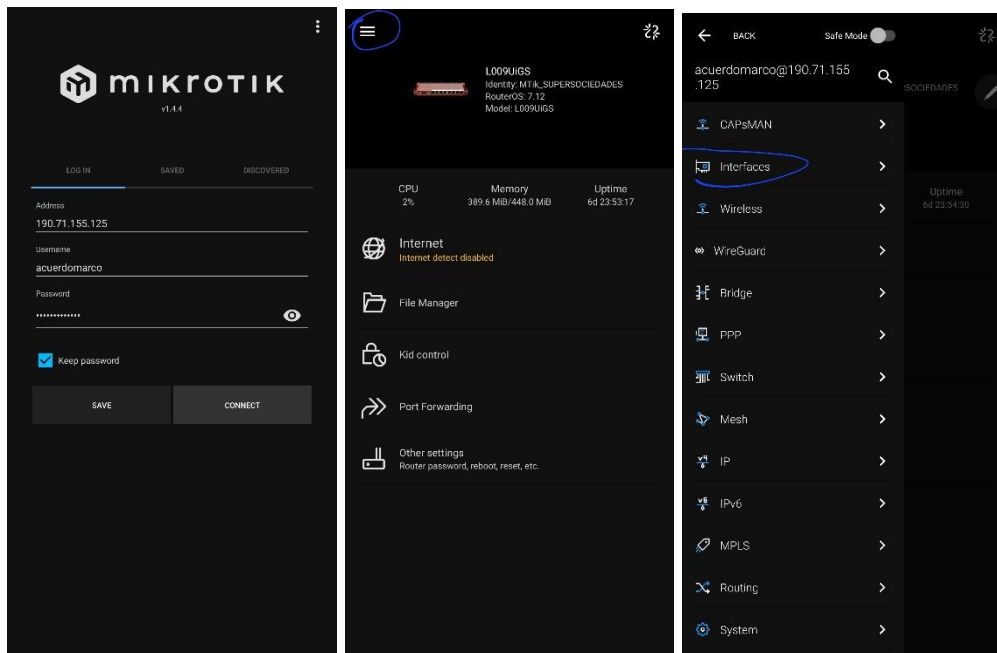 mikrotik
v1.4.4
LOG IN SAVED DISCOVERED
Address
190.71.155.125
Username
acuerdomarco
Password
•••••••••••••
Keep password
SAVE CONNECT
L009UiGS
Identity: MTik_SUPERSOCIEDADES
RouterOS: 7.12
Model: L009UiGS
CPU Memory Uptime
2% 389.6 MiB/448.0 MiB 6d 23:53:17
Internet
Internet detect disabled
File Manager
Kid control
Port Forwarding
Other settings
Router password, reboot, reset, etc.
BACK Safe Mode
acuerdomarco@190.71.155
.125
RSOCIEDADES
CAPsMAN
Interfaces
Wireless
Uptime
6d 23:54:30
WireGuard
Bridge
PPP
Switch
Mesh
IP
IPv6
MPLS
Routing
System